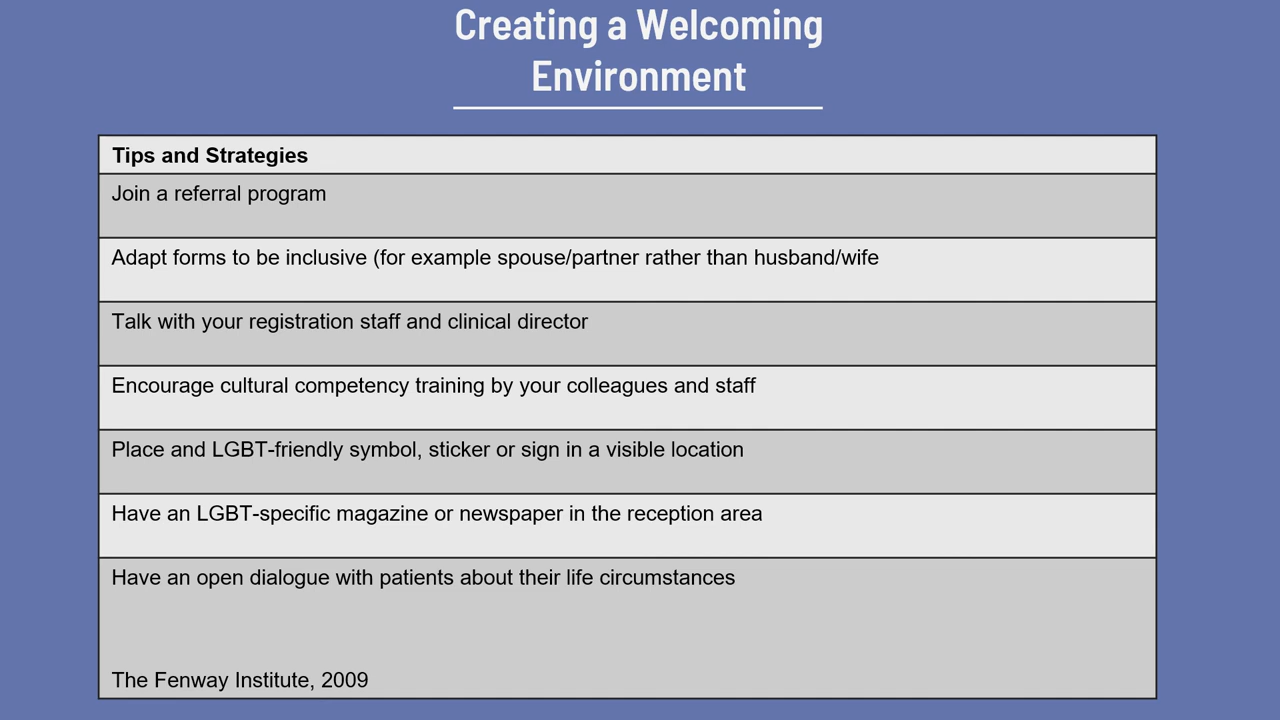 Creating a Welcoming
Environment
Tips and Strategies
Join a referral program
Adapt forms to be inclusive (for example spouse/partner rather than husband/wife
Talk with your registration staff and clinical director
Encourage cultural competency training by your colleagues and staff
Place and LGBT-friendly symbol, sticker or sign in a visible location
Have an LGBT-specific magazine or newspaper in the reception area
Have an open dialogue with patients about their life circumstances
The Fenway Institute, 2009